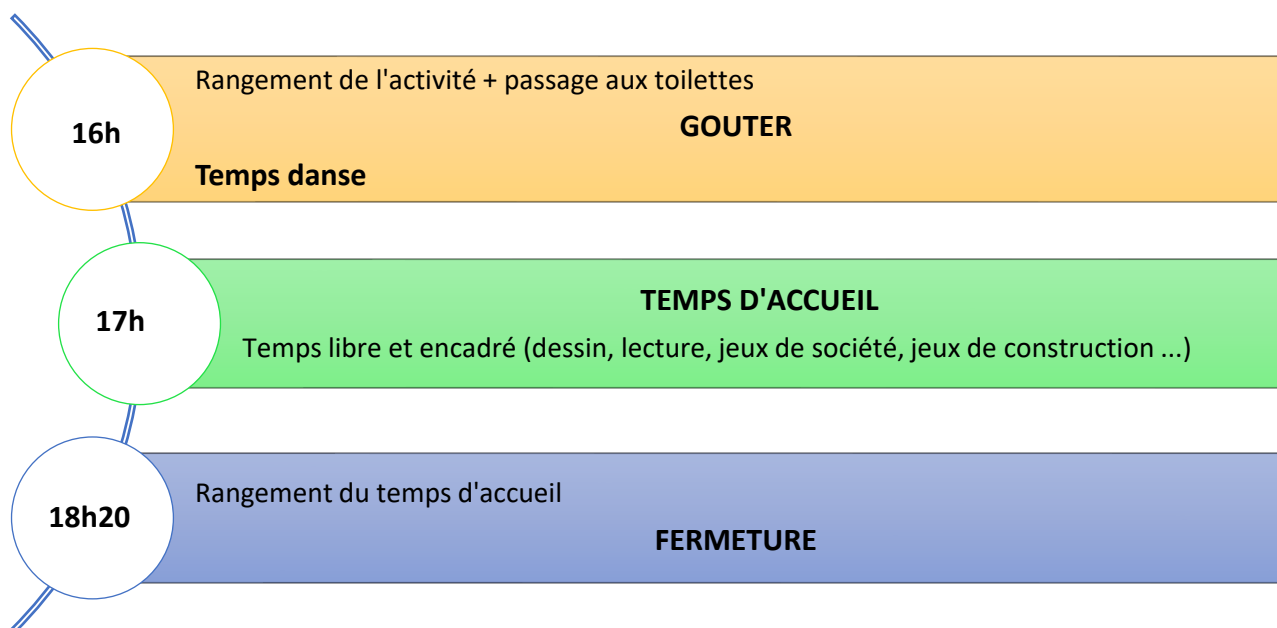 16h
Rangement de l'activité + passage aux toilettes
GOUTER
Temps danse
17h
TEMPS D'ACCUEIL
Temps libre et encadré (dessin, lecture, jeux de société, jeux de construction ...)
18h20
Rangement du temps d'accueil
FERMETURE